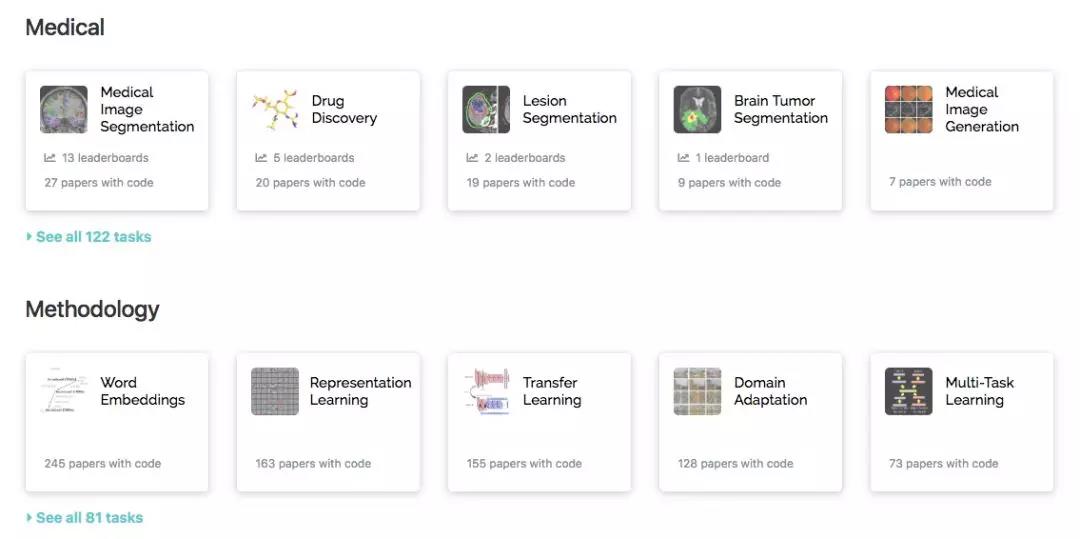 Medical
Medical
Image
Segmentation
13 leaderboards
27 papers with code
Drug
Discovery
5 leaderboards
20 papers with code
Lesion
Segmentation
2 leaderboards
19 papers with code
Brain Tumor
Segmentation
1 leaderboard
9 papers with code
Medical
Image
Generation
7 papers with code
See all 122 tasks
Methodology
Word
Embeddings
245 papers with code
Representation
Learning
163 papers with code
Transfer
Learning
155 papers with code
Domain
Adaptation
128 papers with code
Multi-Task
Learning
73 papers with code
See all 81 tasks